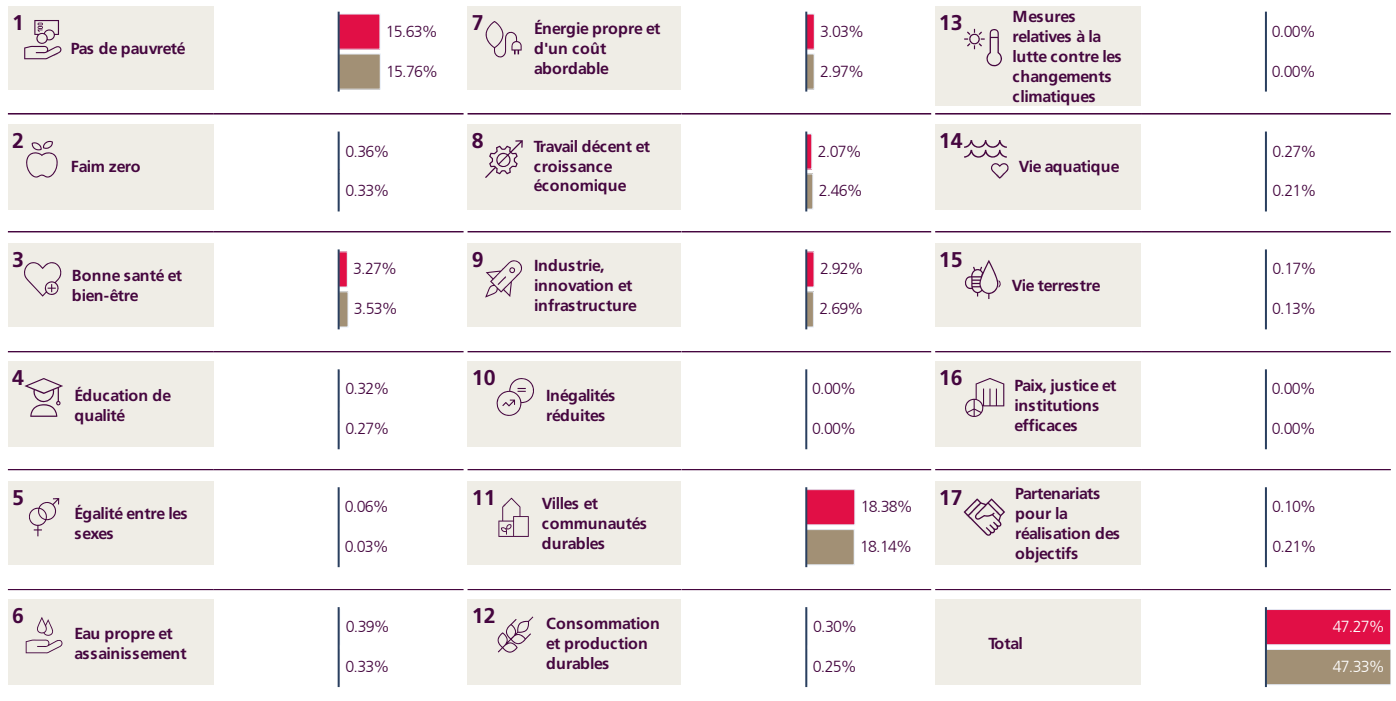 1
Pas de pauvreté
15.63%
15.76%
2
Faim zero
0.36%
0.33%
3
Bonne santé et
bien-être
3.27%
3.53%
4
Éducation de
qualité
0.32%
0.27%
5
Égalité entre les
sexes
0.06%
0.03%
6
Eau propre et
assainissement
0.39%
0.33%
7
Énergie propre et
d'un coût
abordable
3.03%
2.97%
8
Travail décent et
croissance
économique
2.07%
2.46%
9
Industrie,
innovation et
infrastructure
2.92%
2.69%
10
Inégalités
réduites
0.00%
0.00%
11
Villes et
communautés
durables
18.38%
18.14%
12
Consommation
et production
durables
0.30%
0.25%
13
Mesures
relatives à la
lutte contre les
changements
climatiques
0.00%
0.00%
14
Vie aquatique
0.27%
0.21%
15
Vie terrestre
0.17%
0.13%
16
Paix, justice et
institutions
efficaces
0.00%
0.00%
17
Partenariats
pour la
réalisation des
objectifs
0.10%
0.21%
Total
47.27%
47.33%